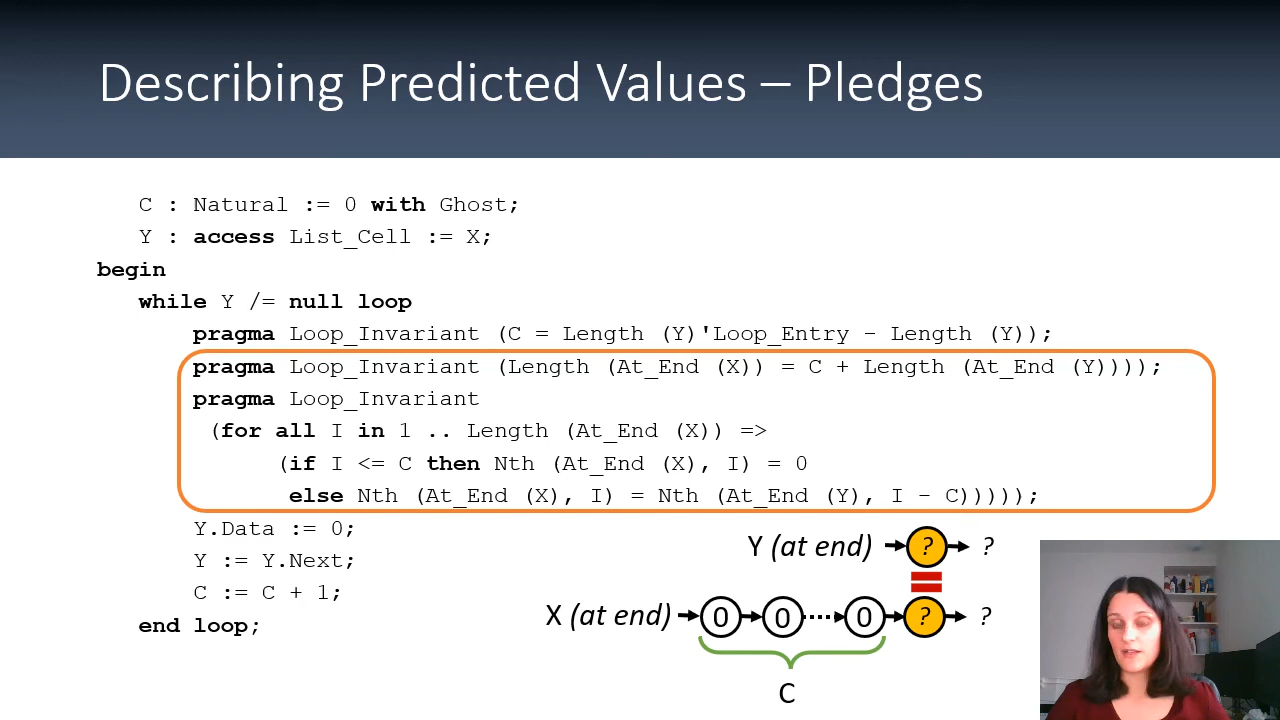 Describing Predicted Values – Pledges
C : Natural := 0 with Ghost;
Y : access List_Cell := X;
begin
while Y /= null loop
pragma Loop_Invariant (C = Length (Y)'Loop_Entry - Length (Y));
pragma Loop_Invariant (Length (At_End (X)) = C + Length (At_End (Y))));
pragma Loop_Invariant
(for all I in 1 .. Length (At_End (X)) =>
(if I <= C then Nth (At_End (X), I) = 0
else Nth (At_End (X), I) = Nth (At_End (Y), I - C)))));
Y.Data := 0;
Y := Y.Next;
C := C + 1;
end loop;
Y (at end) ? ?
X (at end) 0 0 0 ? ?
C